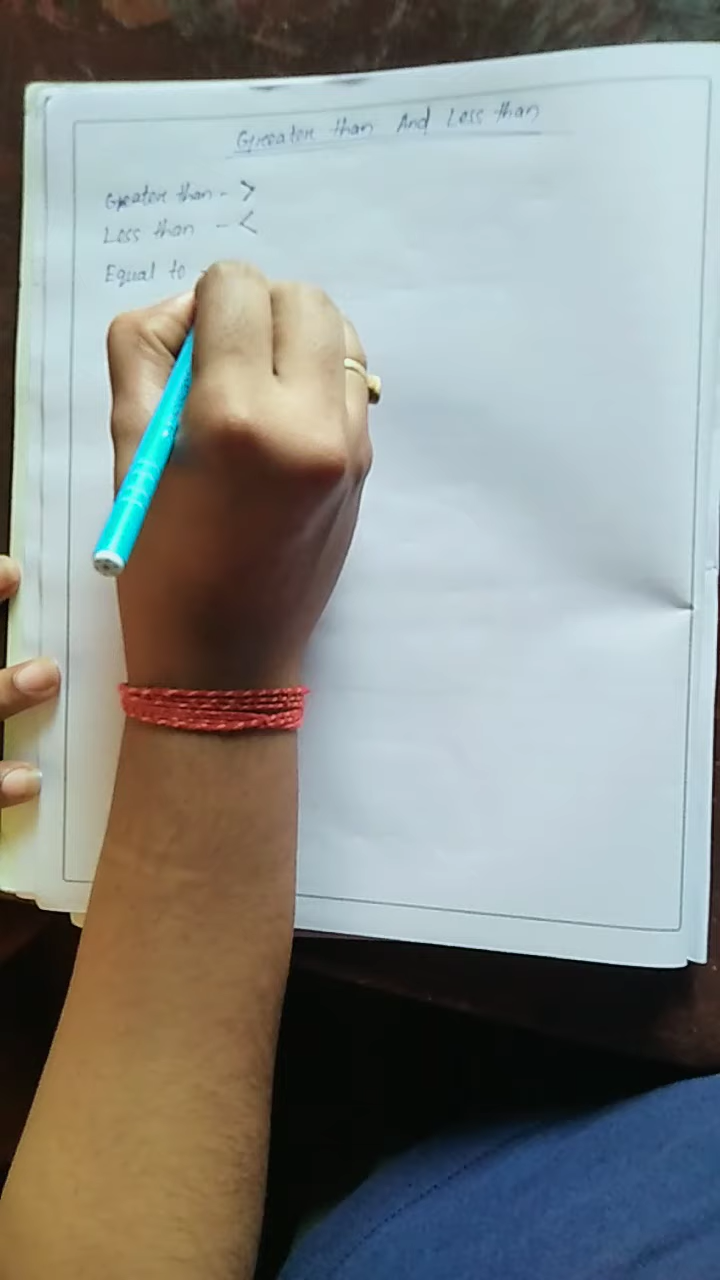 Greater than And Less than
Greater than - >
Less than - <
Equal to -